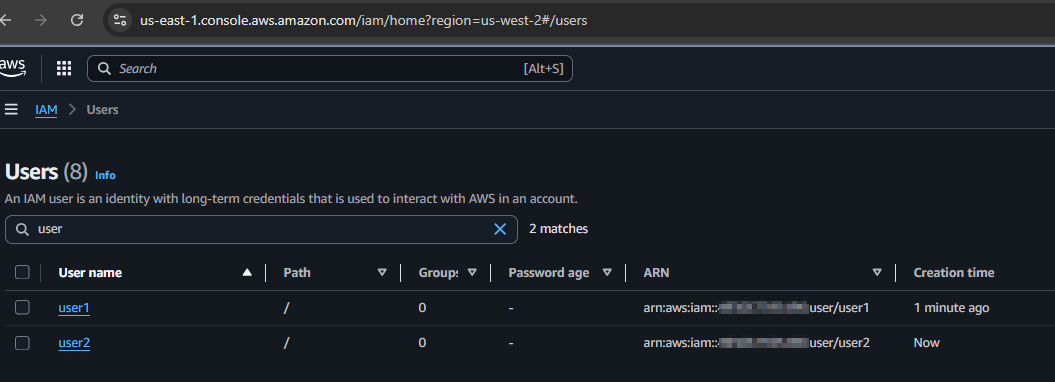 us-east-1.console.aws.amazon.com/iam/home?region=us-west-2#/users
aws Search [Alt+S]
IAM > Users
Users (8) Info
An IAM user is an identity with long-term credentials that is used to interact with AWS in an account.
user 2 matches
User name Path Groups Password age ARN Creation time
user1 / 0 - arn:aws:iam:: user/user1 1 minute ago
user2 / 0 - arn:aws:iam:: user/user2 Now